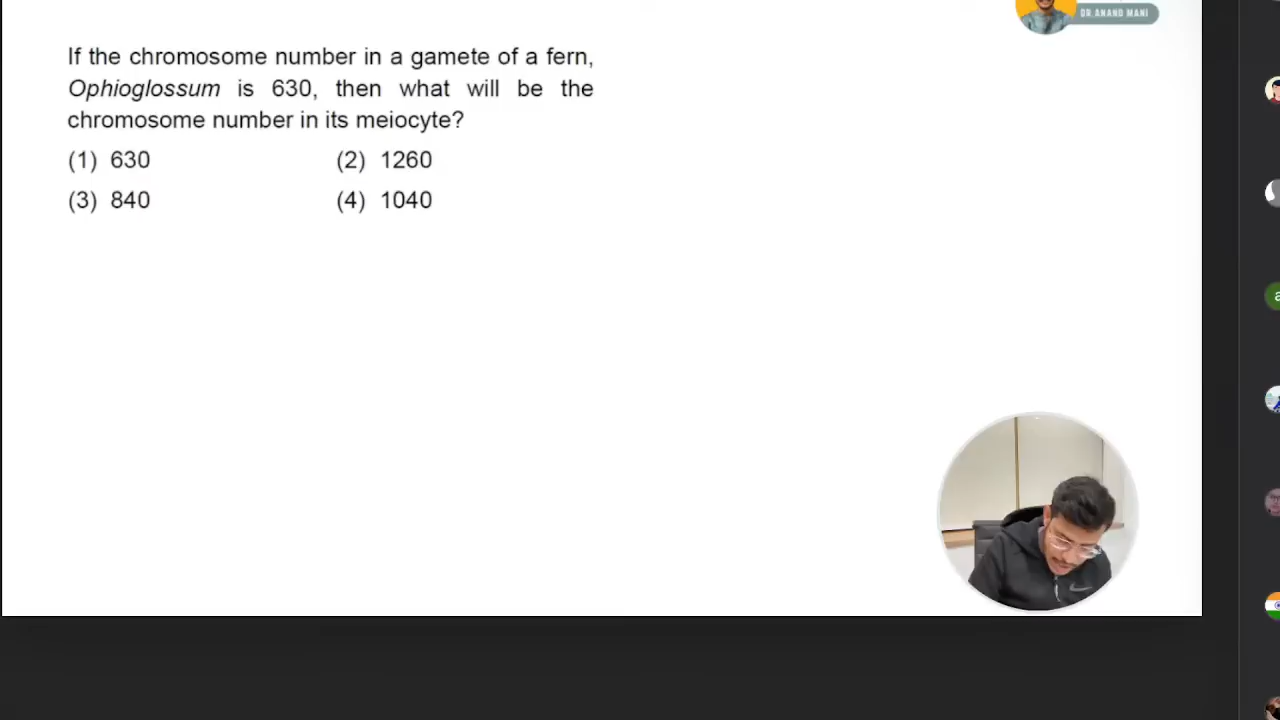 DR ANAND MANI
If the chromosome number in a gamete of a fern,
Ophioglossum is 630, then what will be the
chromosome number in its meiocyte?
(1) 630 (2) 1260
(3) 840 (4) 1040